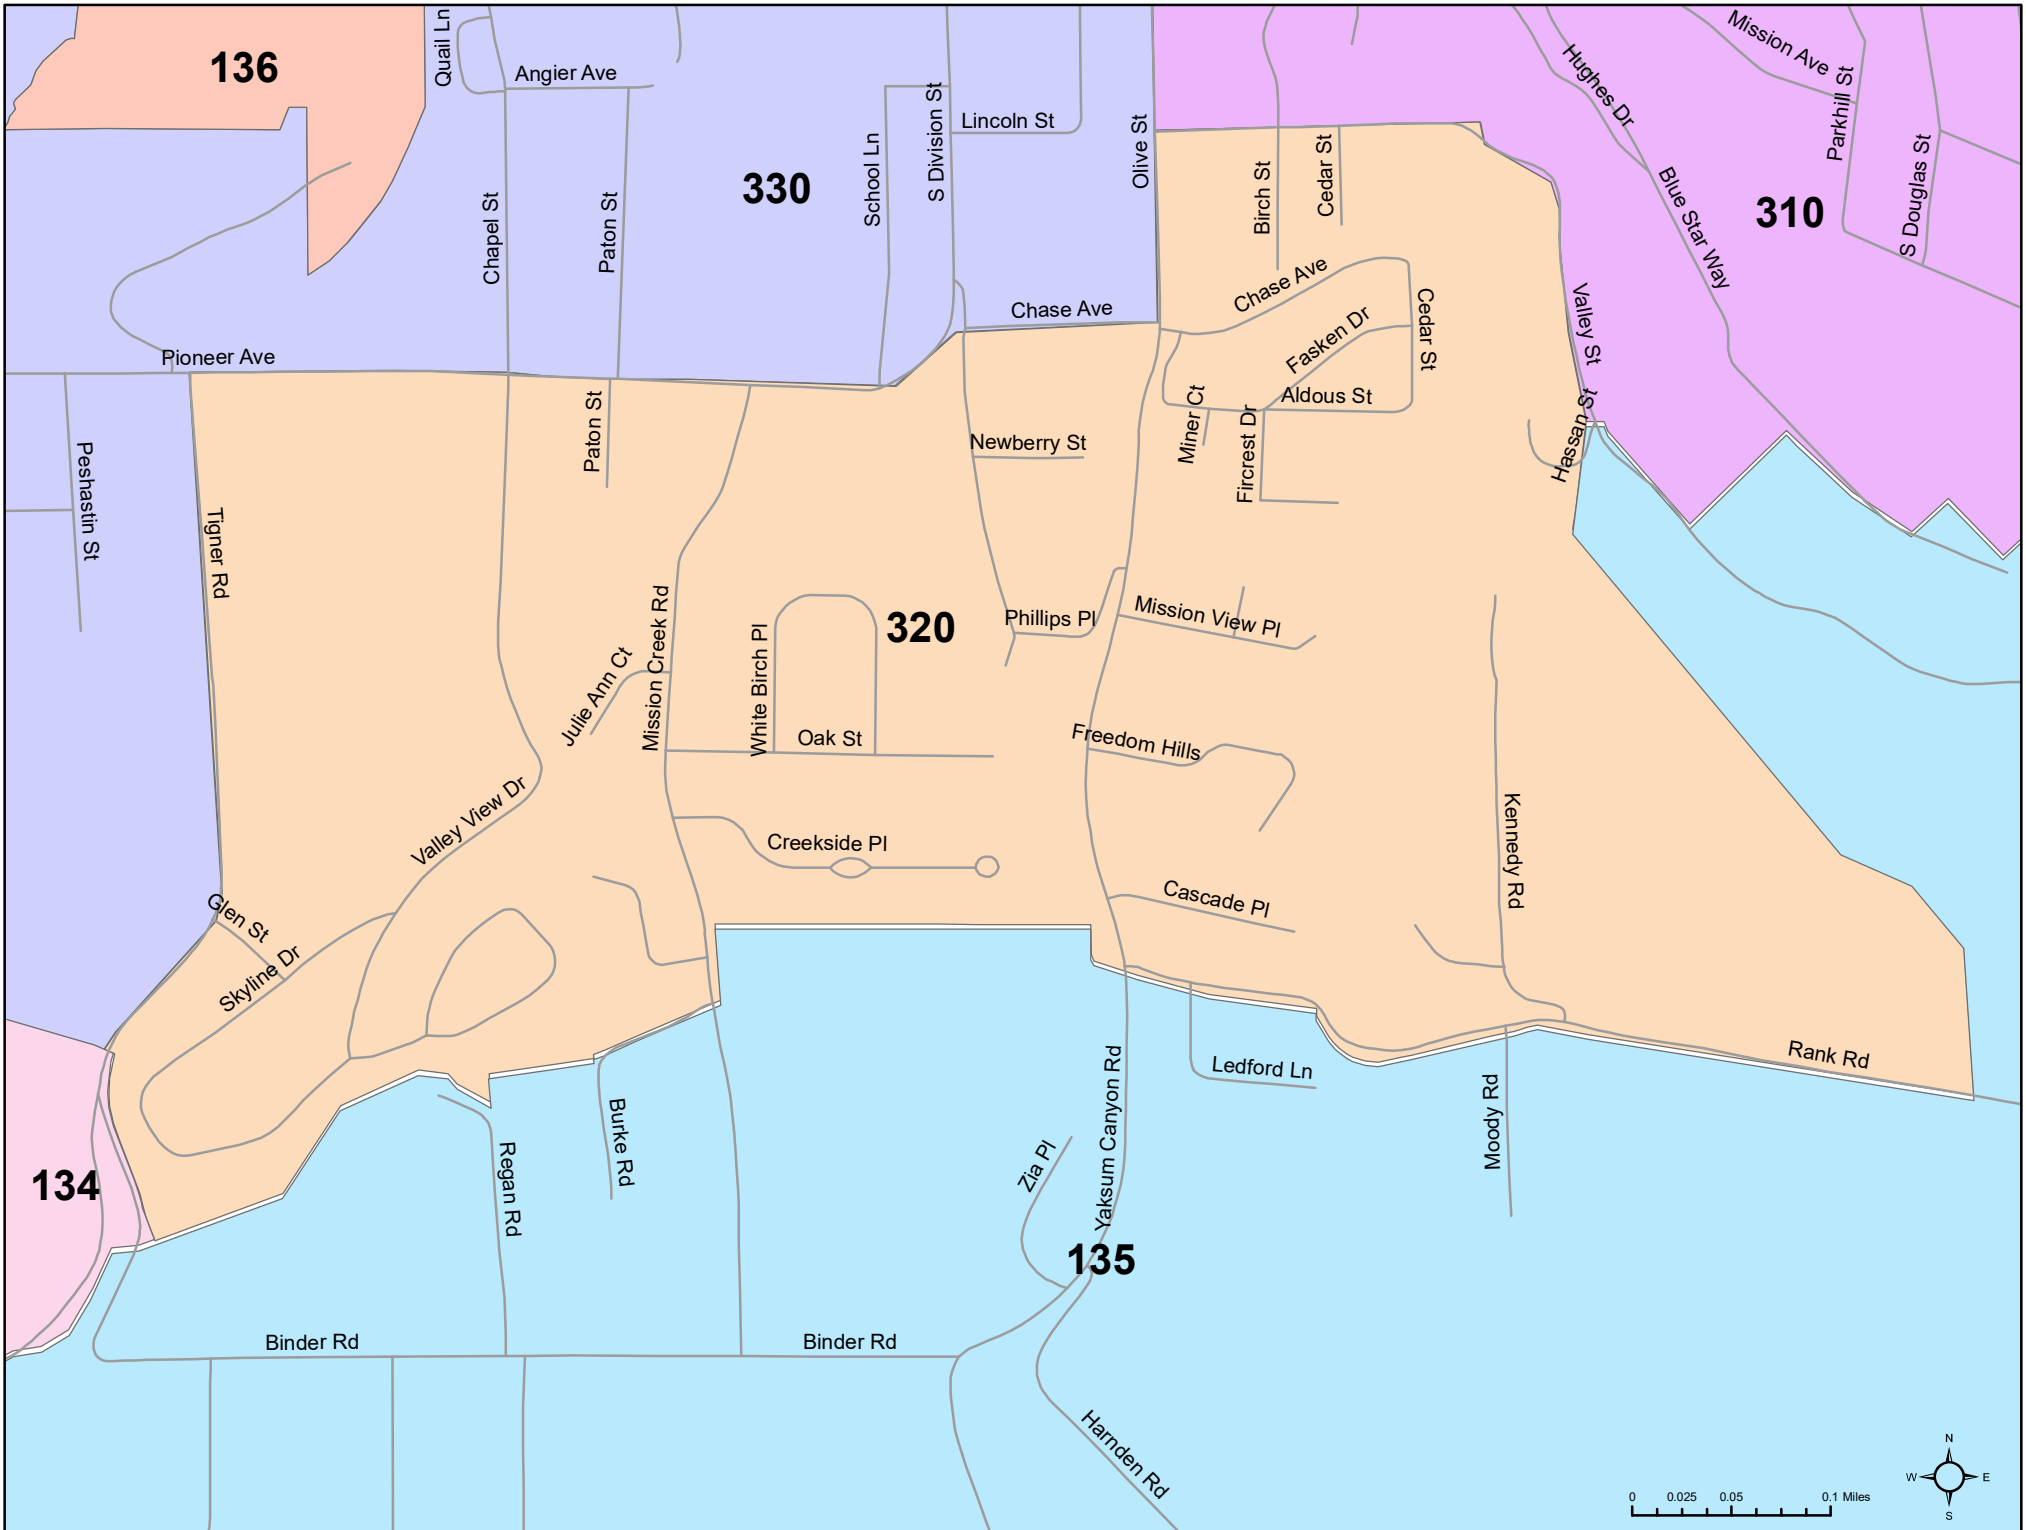 Quail Ln
Mission Ave
136
Angier Ave
Hughes Dr
Parkhill St
Lincoln St
S Division St
School Ln
Olive St
330
Birch St
Cedar St
310
S Douglas St
Chapel St
Paton St
Blue Star Way
Chase Ave
Chase Ave
Valley St
Cedar St
Fasken Dr
Pioneer Ave
Aldous St
Miner Ct
Fircrest Dr
Hassan St
Paton St
Newberry St
Peshastin St
Tigner Rd
Mission Creek Rd
320
Phillips Pl
Mission View Pl
White Birch Pl
Julie Ann Ct
Oak St
Freedom Hills
Valley View Dr
Creekside Pl
Kennedy Rd
Cascade Pl
Glen St
Skyline Dr
Rank Rd
Ledford Ln
Yaksum Canyon Rd
Moody Rd
Burke Rd
Regan Rd
Zia Pl
134
135
Binder Rd
Binder Rd
Harnden Rd
N
W
E
S
0 0.025 0.05 0.1 Miles